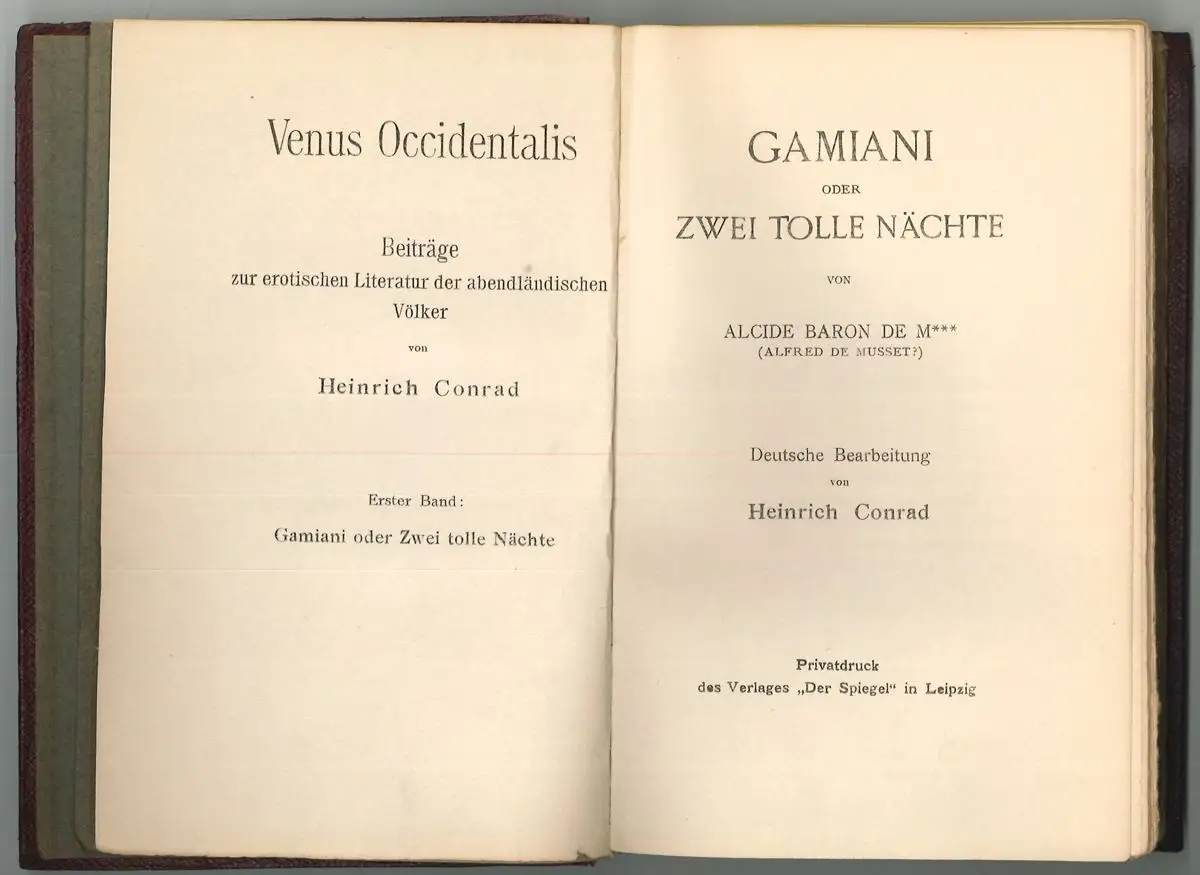 Venus Occidentalis
Beiträge
zur erotischen Literatur der abendländischen
Völker
von
Heinrich Conrad
Erster Band:
Gamiani oder Zwei tolle Nächte
GAMIANI
ODER
ZWEI TOLLE NÄCHTE
VON
ALCIDE BARON DE M***
(ALFRED DE MUSSET?)
Deutsche Bearbeitung
von
Heinrich Conrad
Privatdruck
des Verlages „Der Spiegel“ in Leipzig